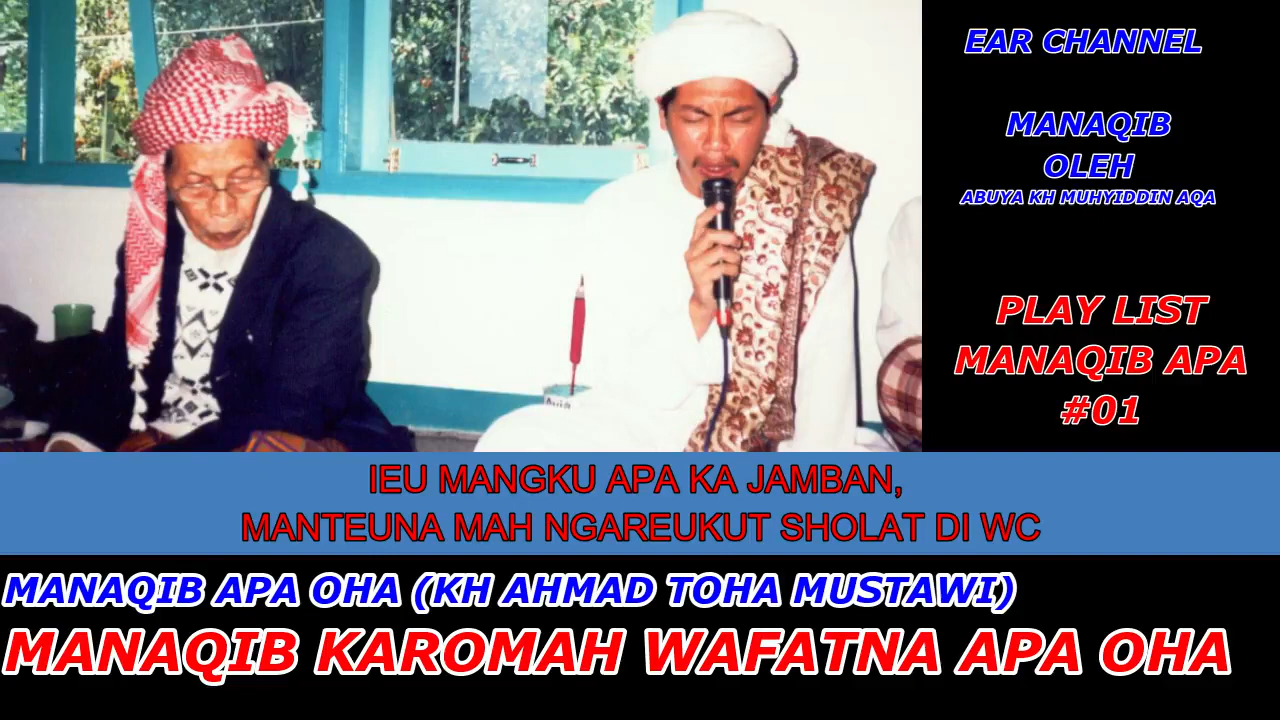 EAR CHANNEL
MANAQIB
OLEH
ABUYA KH MUHYIDDIN AQA
PLAY LIST
MANAQIB APA
#01
IEU MANGKU APA KA JAMBAN,
MANTEUNA MAH NGAREUKUT SHOLAT DI WC
MANAQIB APA OHA (KH AHMAD TOHA MUSTAWI)
MANAQIB KAROMAH WAFATNA APA OHA